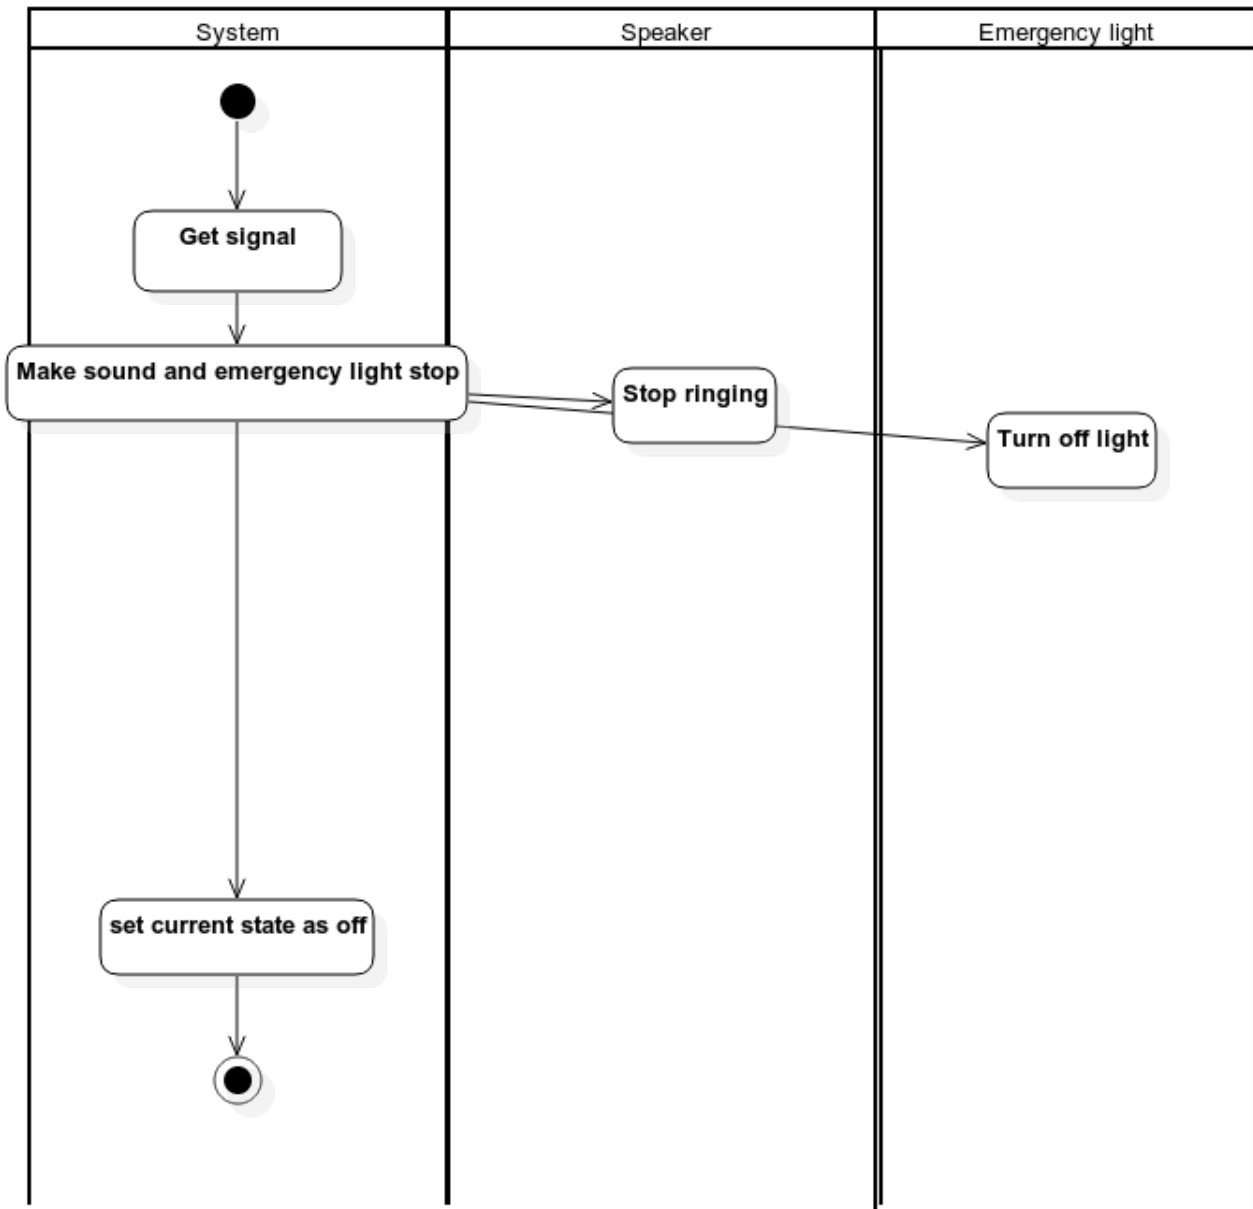 System
Speaker
Emergency light
Get signal
Make sound and emergency light stop
Stop ringing
Turn off light
set current state as off